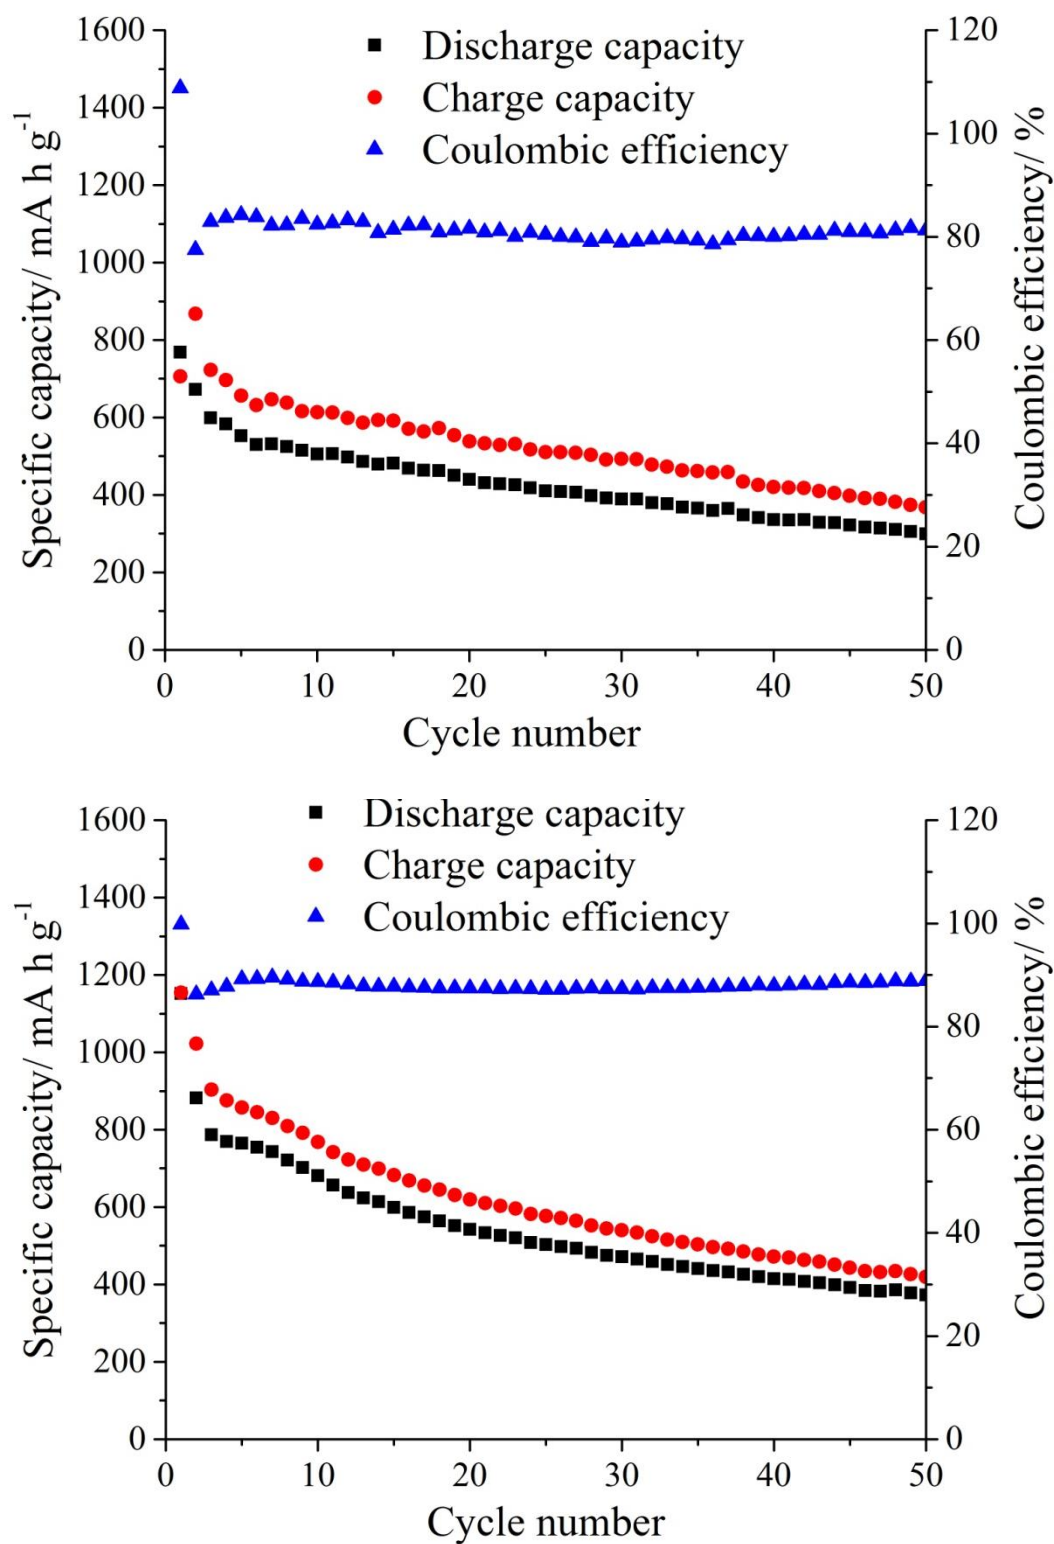 1600
1400
1200
1000
800
600
400
200
0
Specific capacity/ mA h g⁻¹
Discharge capacity
Charge capacity
Coulombic efficiency
120
100
80
60
40
20
0
Coulombic efficiency/ %
0 10 20 30 40 50
Cycle number
1600
1400
1200
1000
800
600
400
200
0
Specific capacity/ mA h g⁻¹
Discharge capacity
Charge capacity
Coulombic efficiency
120
100
80
60
40
20
0
Coulombic efficiency/ %
0 10 20 30 40 50
Cycle number